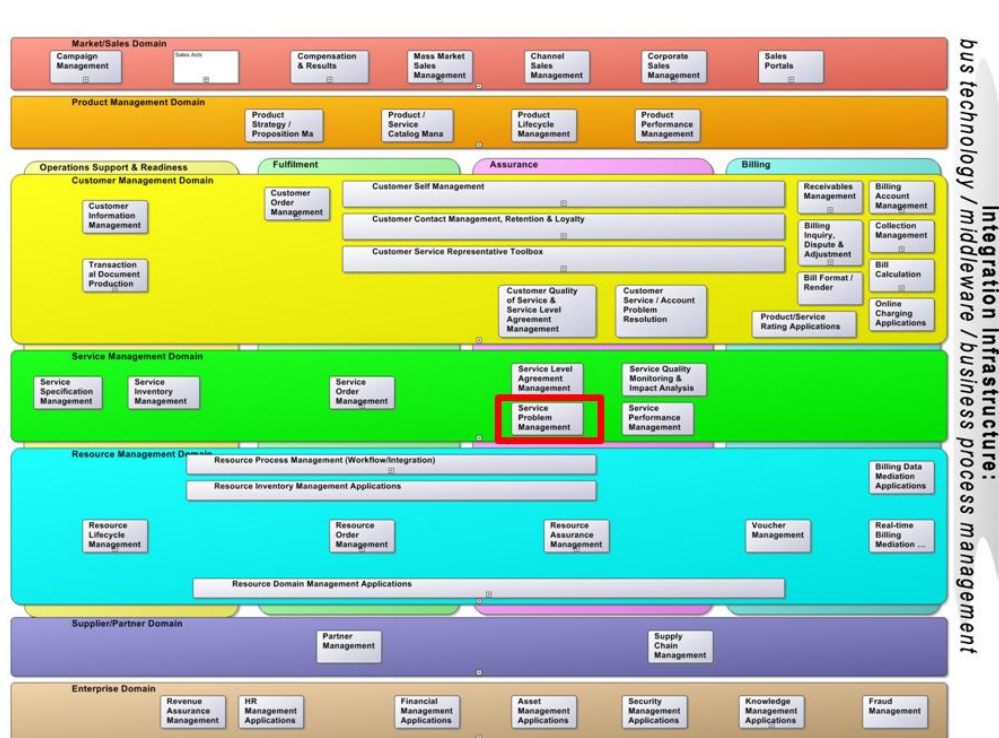 Market/Sales Domain
Campaign
Management
Sales Aids
Compensation
& Results
Mass Market
Sales
Management
Channel
Sales
Management
Corporate
Sales
Management
Sales
Portals
Product Management Domain
Product
Strategy /
Proposition Ma
Product /
Service
Catalog Mana
Product
Lifecycle
Management
Product
Performance
Management
Operations Support & Readiness
Fulfilment
Assurance
Billing
Customer Management Domain
Customer
Information
Management
Transaction
al Document
Production
Customer
Order
Management
Customer Self Management
Customer Contact Management, Retention & Loyalty
Customer Service Representative Toolbox
Customer Quality
of Service &
Service Level
Agreement
Management
Customer
Service / Account
Problem
Resolution
Receivables
Management
Billing
Account
Management
Billing
Inquiry,
Dispute &
Adjustment
Collection
Management
Bill Format /
Render
Bill
Calculation
Product/Service
Rating Applications
Online
Charging
Applications
Service Management Domain
Service
Specification
Management
Service
Inventory
Management
Service
Order
Management
Service Level
Agreement
Management
Service Quality
Monitoring &
Impact Analysis
Service
Problem
Management
Service
Performance
Management
Resource Management Domain
Resource Process Management (Workflow/Integration)
Resource Inventory Management Applications
Billing Data
Mediation
Applications
Resource
Lifecycle
Management
Resource
Order
Management
Resource
Assurance
Management
Voucher
Management
Real-time
Billing
Mediation ...
Resource Domain Management Applications
Supplier/Partner Domain
Partner
Management
Supply
Chain
Management
Enterprise Domain
Revenue
Assurance
Management
HR
Management
Applications
Financial
Management
Applications
Asset
Management
Applications
Security
Management
Applications
Knowledge
Management
Applications
Fraud
Management
Integration Infrastructure:
bus technology / middleware / business process management